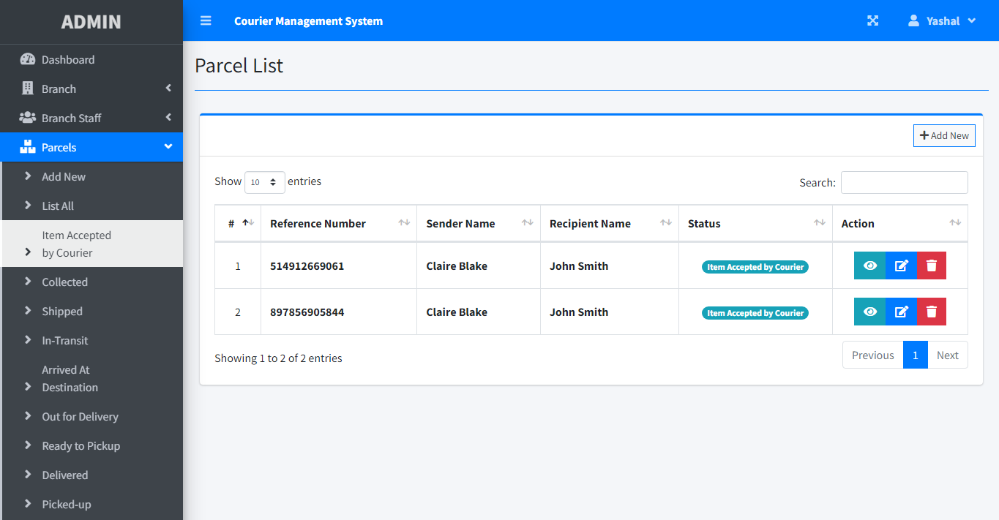 ADMIN
Courier Management System
Yashal
Dashboard
Branch
Branch Staff
Parcels
Add New
List All
Item Accepted
by Courier
Collected
Shipped
In-Transit
Arrived At
Destination
Out for Delivery
Ready to Pickup
Delivered
Picked-up
Parcel List
Add New
Show 10 entries
Search:
# Reference Number Sender Name Recipient Name Status Action
1 514912669061 Claire Blake John Smith Item Accepted by Courier
2 897856905844 Claire Blake John Smith Item Accepted by Courier
Showing 1 to 2 of 2 entries
Previous 1 Next